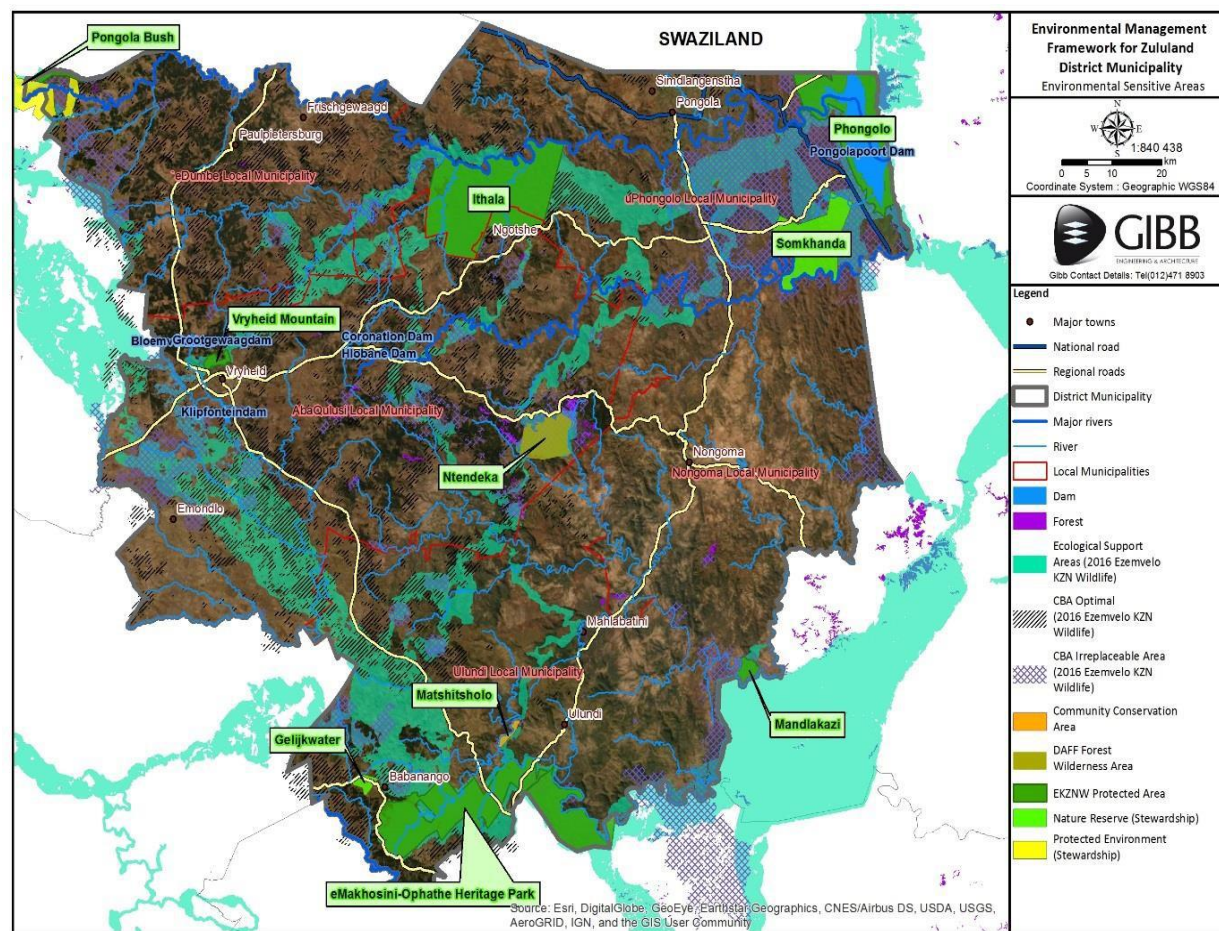 Pongola Bush
SWAZILAND
Simdlangenstha
Pongola
Frischgewaagd
Paulpietersburg
Phongolo
Pongolapoort Dam
eDumbe Local Municipality
Ithala
uPhongolo Local Municipality
Ngotshe
Somkhanda
Vryheid Mountain
Grootgewaagdam
Coronation Dam
Hlobane Dam
Vryheid
Klipfonteindam
AbaQulusi Local Municipality
Ntendeka
Nongoma
Nongoma Local Municipality
Emondlo
Mahlabatini
Ulundi Local Municipality
Matshitsholo
Ulundi
Mandlakazi
Gelijkwater
Babanango
eMakhosini-Ophathe Heritage Park
Source: Esri, DigitalGlobe, GeoEye, Earthstar Geographics, CNES/Airbus DS, USDA, USGS,
AeroGRID, IGN, and the GIS User Community
Environmental Management
Framework for Zululand
District Municipality
Environmental Sensitive Areas
N
W E
S
1:840 438
0 5 10 20
km
Coordinate System : Geographic WGS84
GIBB
ENGINEERING & ARCHITECTURE
Gibb Contact Details: Tel(012)471 8903
Legend
Major towns
National road
Regional roads
District Municipality
Major rivers
River
Local Municipalities
Dam
Forest
Ecological Support
Areas (2016 Ezemvelo
KZN Wildlife)
CBA Optimal
(2016 Ezemvelo KZN
Wildlife)
CBA Irreplaceable Area
(2016 Ezemvelo KZN
Wildlife)
Community Conservation
Area
DAFF Forest
Wilderness Area
EKZNW Protected Area
Nature Reserve (Stewardship)
Protected Environment
(Stewardship)